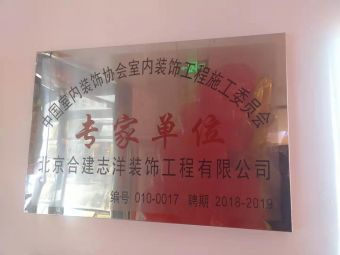 中国室内装饰协会室内装饰工程施工委员会
专家单位
北京合建志洋装饰工程有限公司
编号 010-0017 聘期 2018-2019